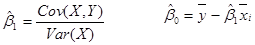 β̂₁ = Cov(X,Y) / Var(X)    β̂₀ = y̅ − β̂₁x̅ᵢ